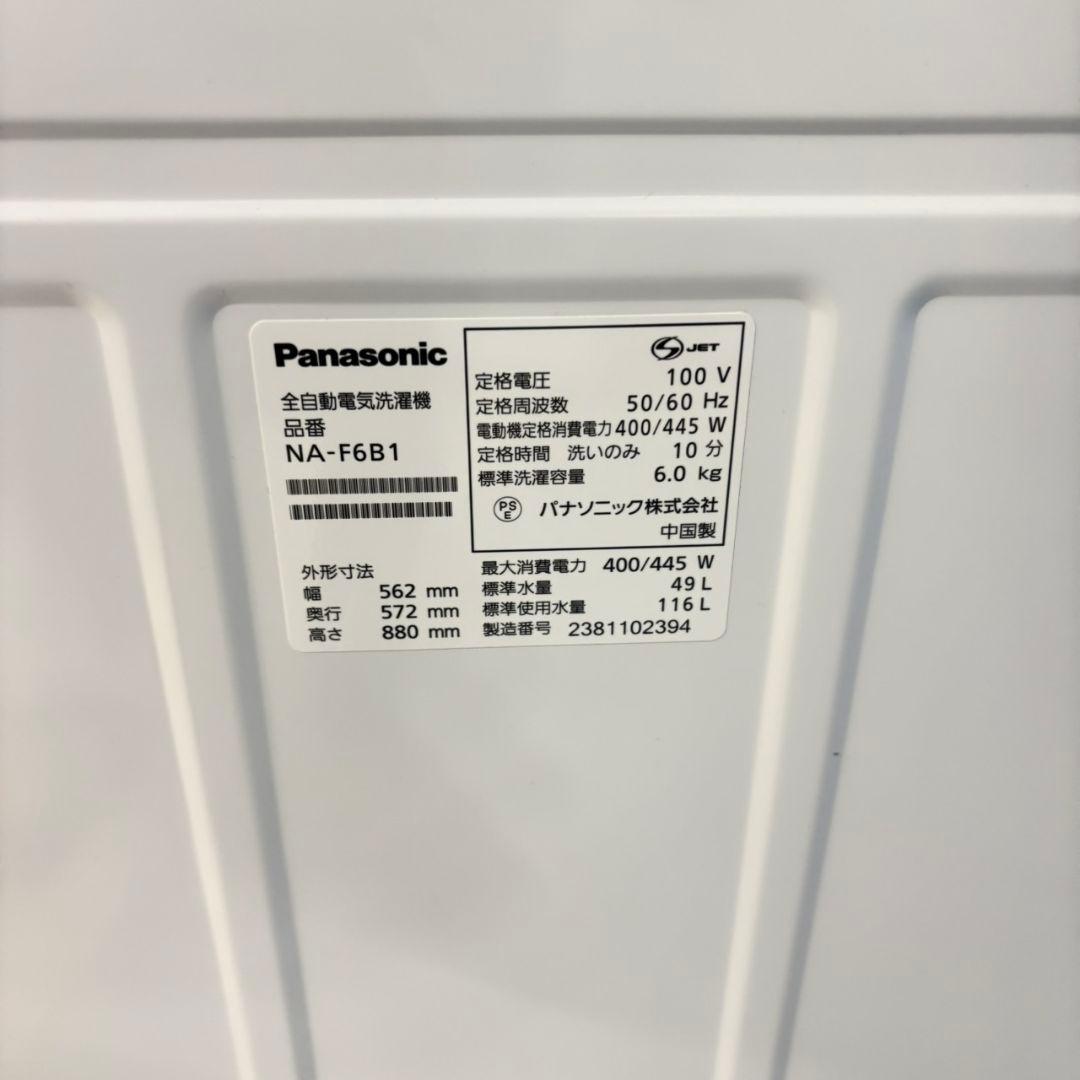 Panasonic
全自動電気洗濯機
品番
NA-F6B1
外形寸法
幅 562 mm
奥行 572 mm
高さ 880 mm
S JET
定格電圧 100 V
定格周波数 50/60 Hz
電動機定格消費電力 400/445 W
定格時間 洗いのみ 10 分
標準洗濯容量 6.0 kg
PSE パナソニック株式会社
中国製
最大消費電力 400/445 W
標準水量 49 L
標準使用水量 116 L
製造番号 2381102394